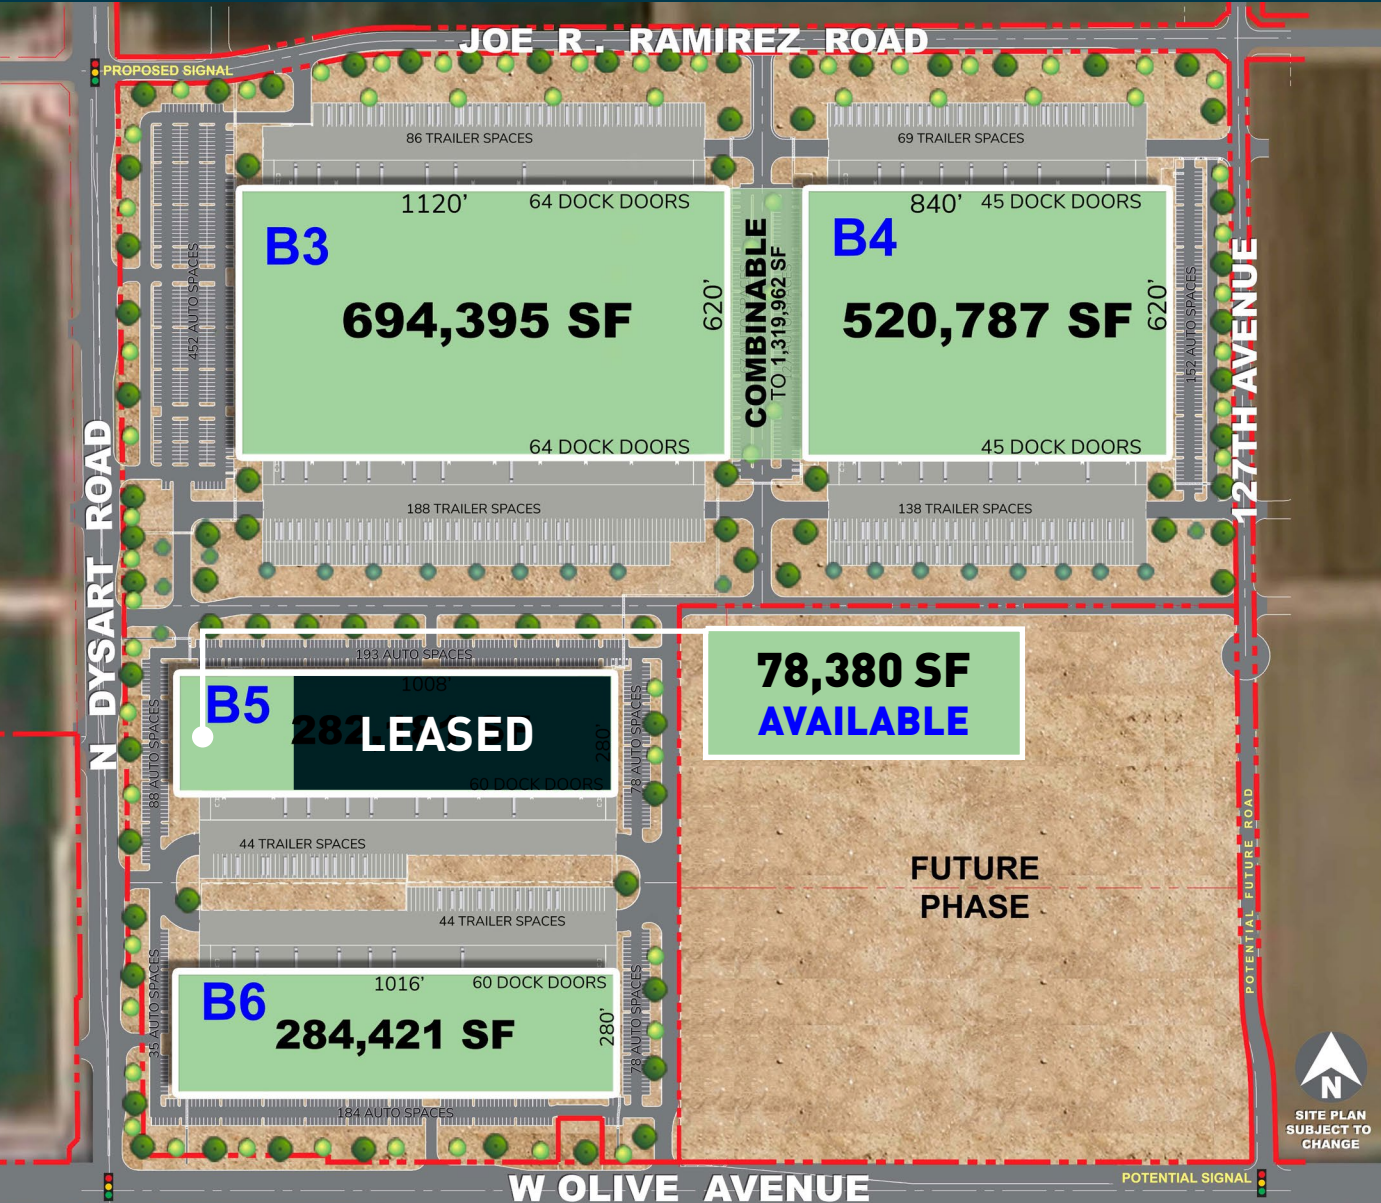 JOE R. RAMIREZ ROAD
PROPOSED SIGNAL
86 TRAILER SPACES
69 TRAILER SPACES
1120'
64 DOCK DOORS
840'
45 DOCK DOORS
B3
B4
694,395 SF
620'
COMBINABLE
TO 1,319,962 SF
520,787 SF
620'
452 AUTO SPACES
152 AUTO SPACES
127TH AVENUE
64 DOCK DOORS
45 DOCK DOORS
188 TRAILER SPACES
138 TRAILER SPACES
N DYSART ROAD
193 AUTO SPACES
1008'
B5
282
LEASED
280'
60 DOCK DOORS
88 AUTO SPACES
78 AUTO SPACES
78,380 SF
AVAILABLE
44 TRAILER SPACES
44 TRAILER SPACES
FUTURE
PHASE
POTENTIAL FUTURE ROAD
1016'
60 DOCK DOORS
B6
284,421 SF
280'
35 AUTO SPACES
78 AUTO SPACES
184 AUTO SPACES
N
SITE PLAN
SUBJECT TO
CHANGE
POTENTIAL SIGNAL
W OLIVE AVENUE